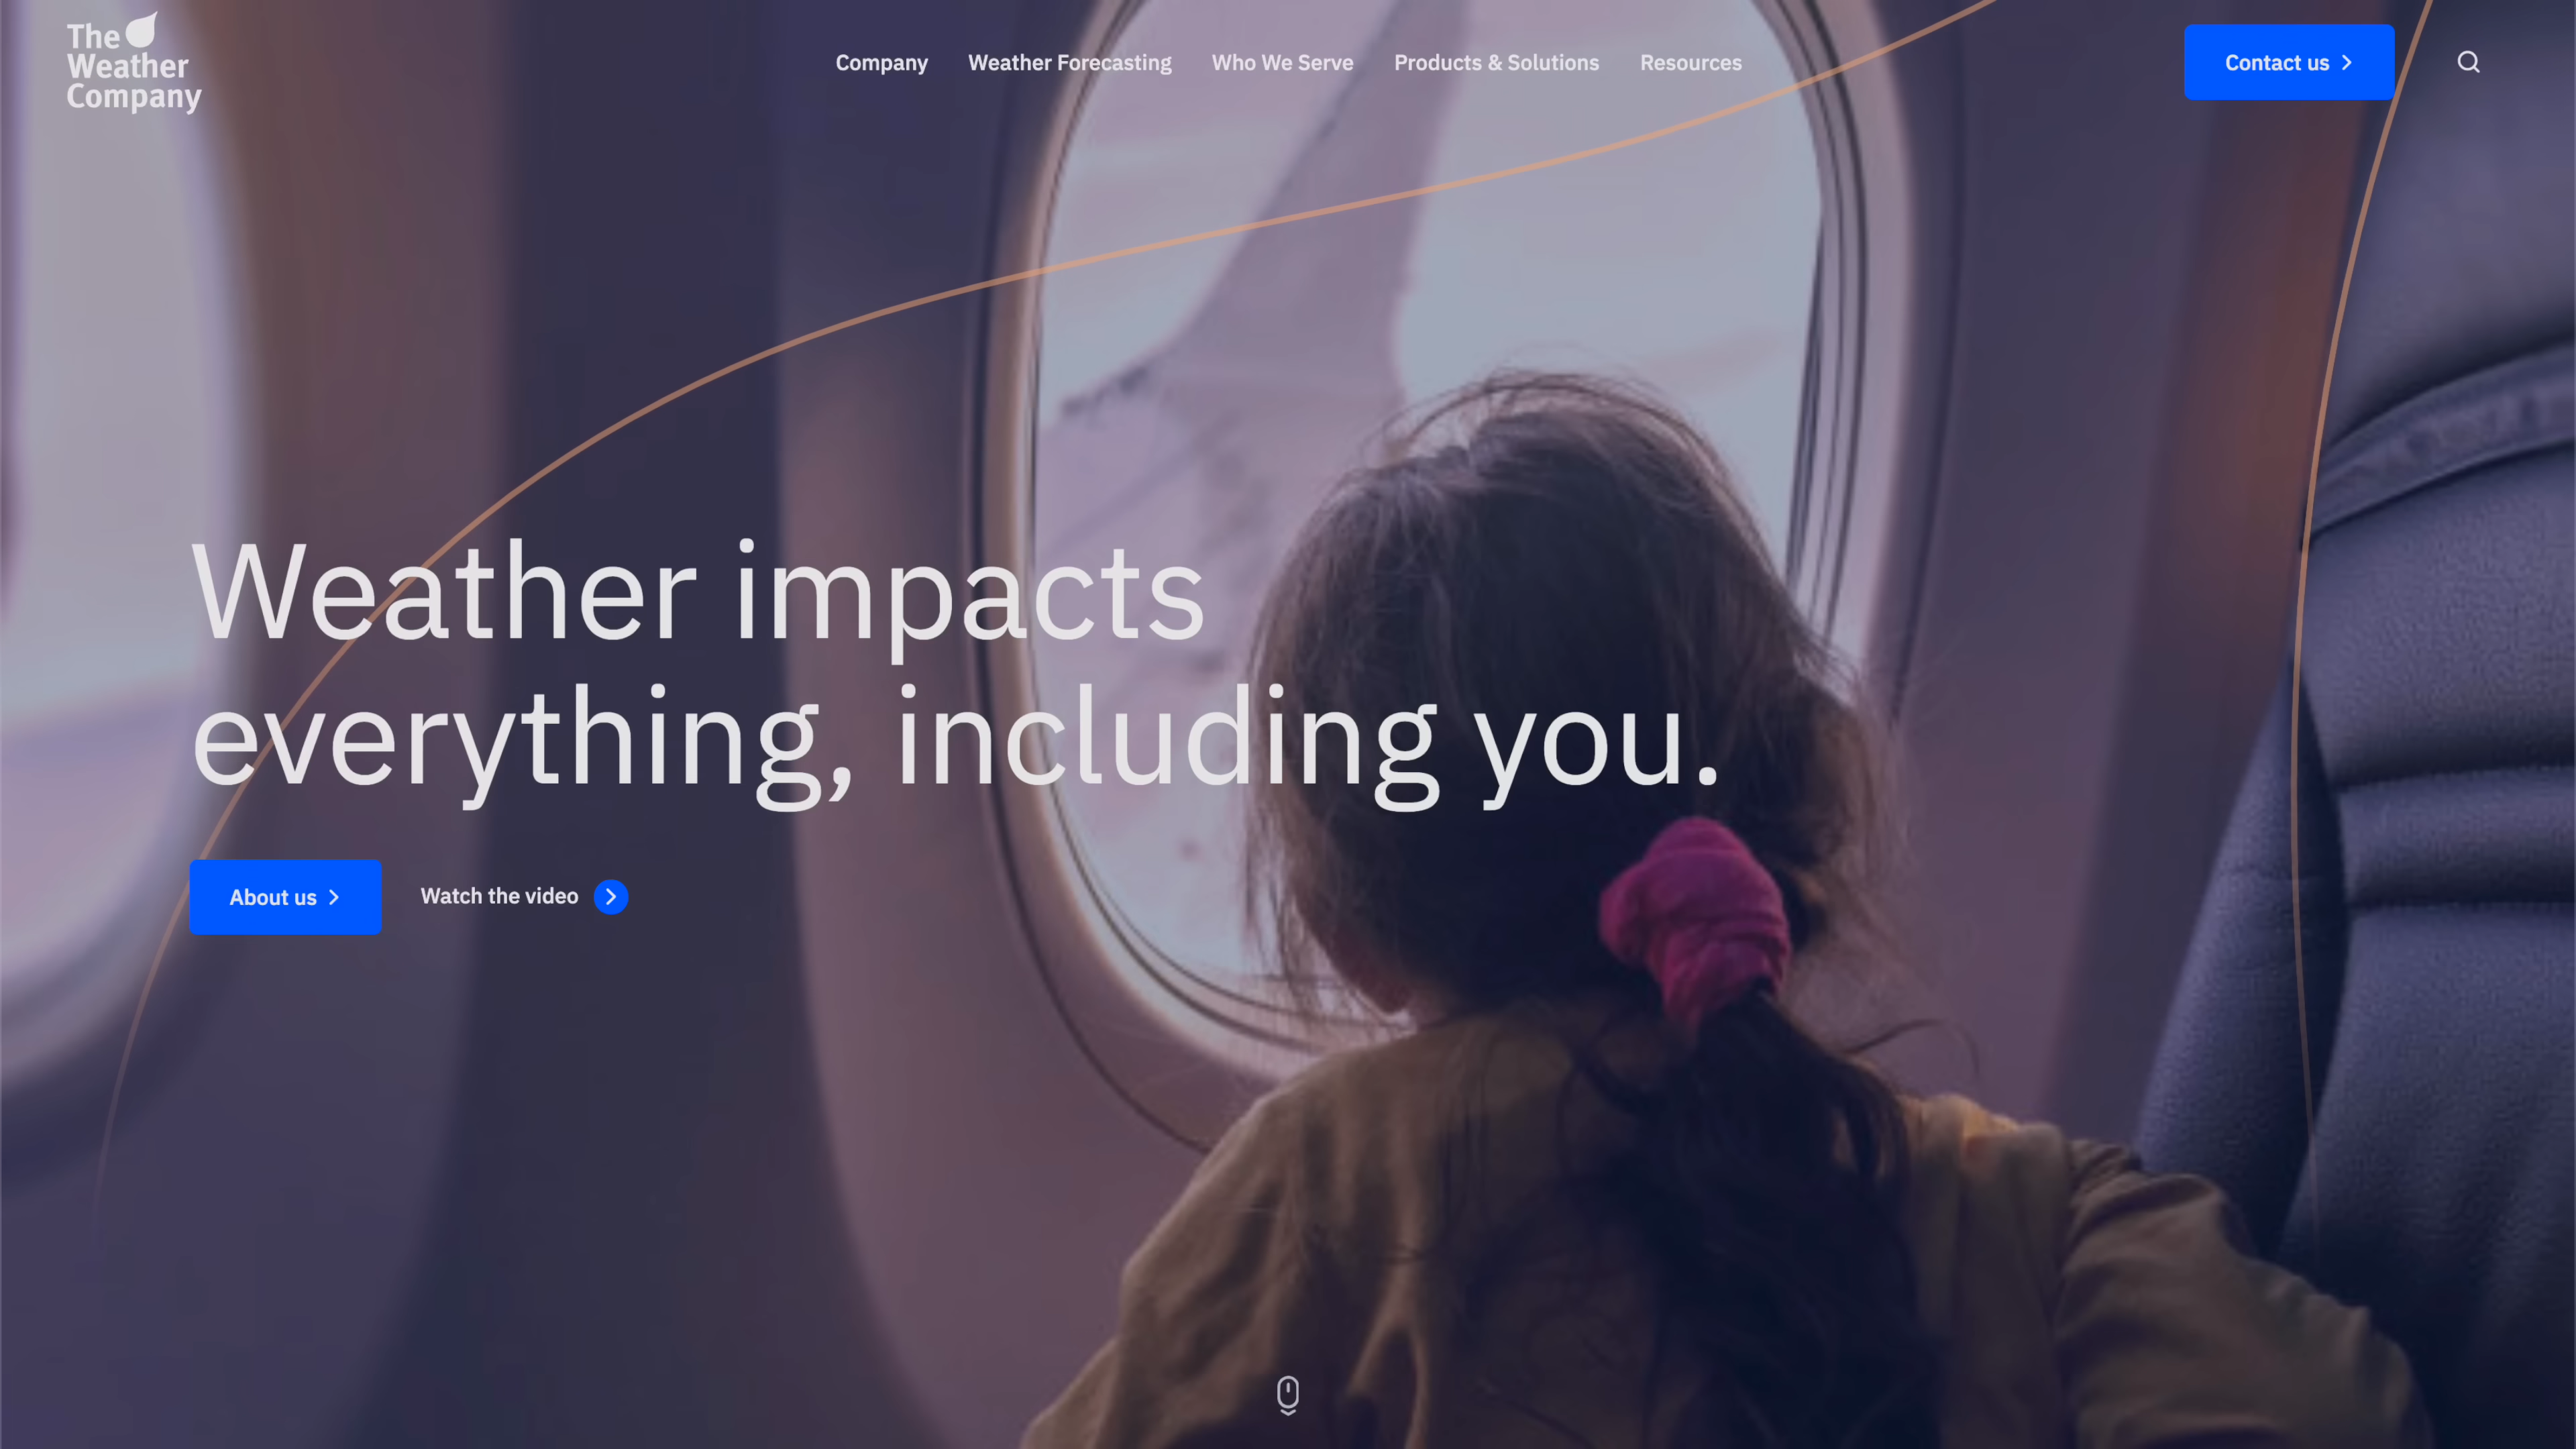 The
Weather
Company
Company
Weather Forecasting
Who We Serve
Products & Solutions
Resources
Contact us
Weather impacts
everything, including you.
About us
Watch the video